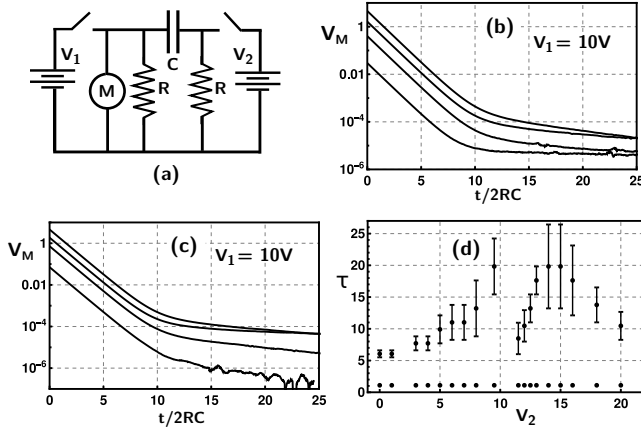 V₁
V₂
C
M
R
R
(a)
V_M
(b)
V₁= 10V
1
0.01
10⁻⁴
10⁻⁶
0 5 10 15 20 25
t/2RC
V_M
(c)
V₁= 10V
1
0.01
10⁻⁴
10⁻⁶
0 5 10 15 20 25
t/2RC
τ
(d)
25
20
15
10
5
0
0 5 10 15 20
V₂